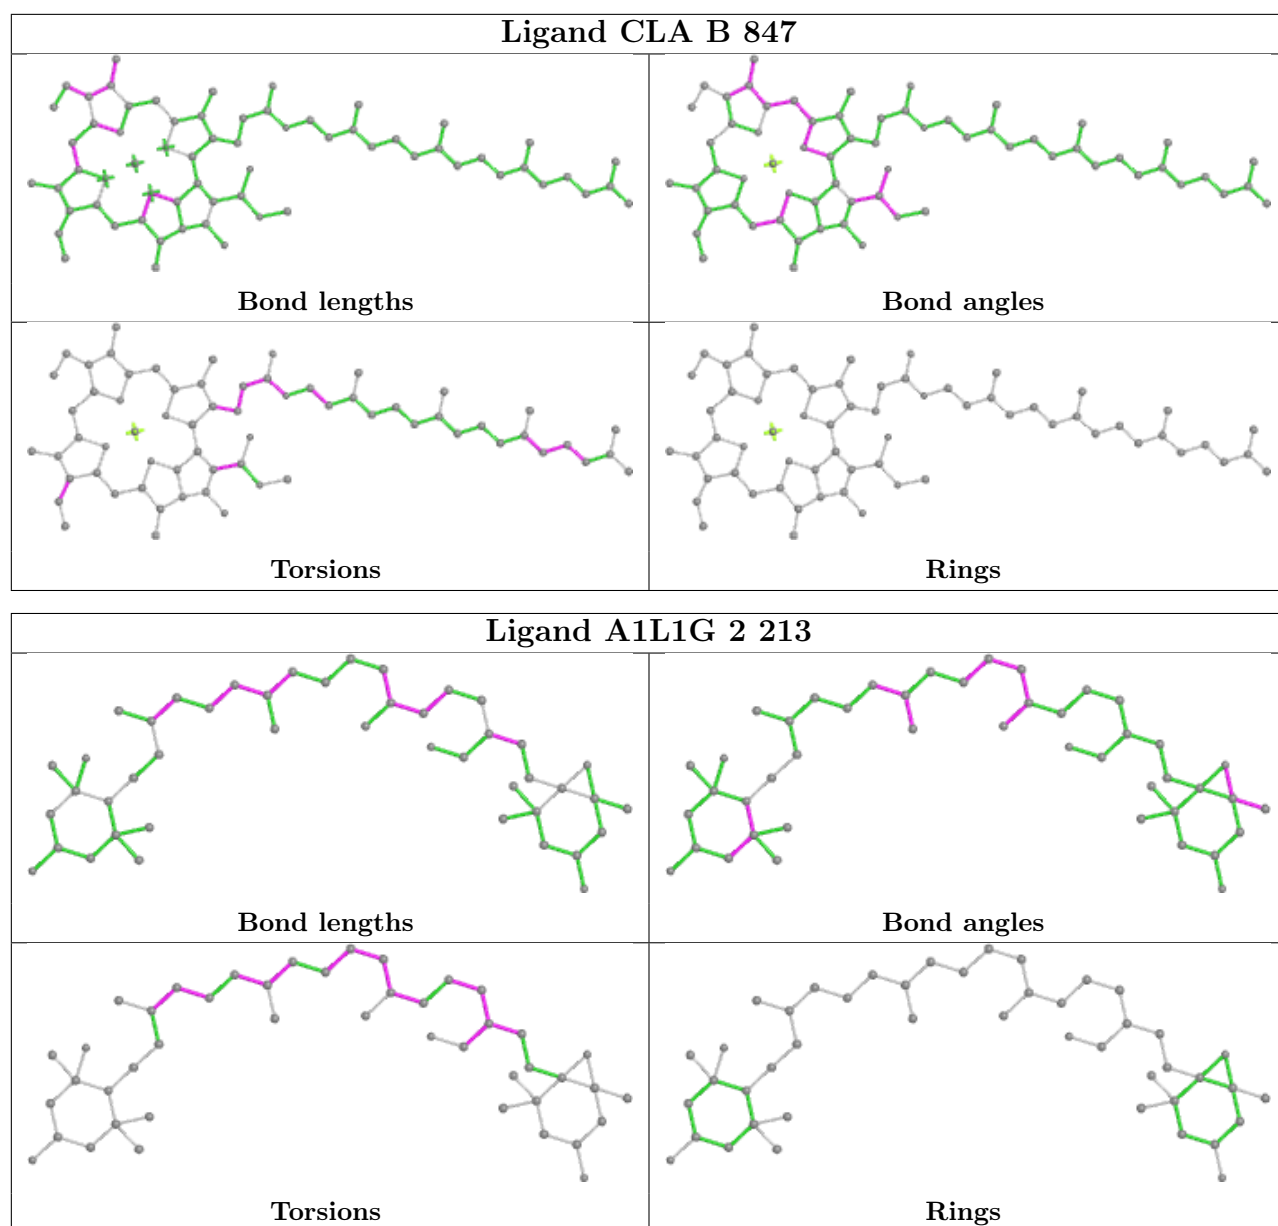 Ligand CLA B 847
Bond lengths
Bond angles
Torsions
Rings
Ligand A1L1G 2 213
Bond lengths
Bond angles
Torsions
Rings